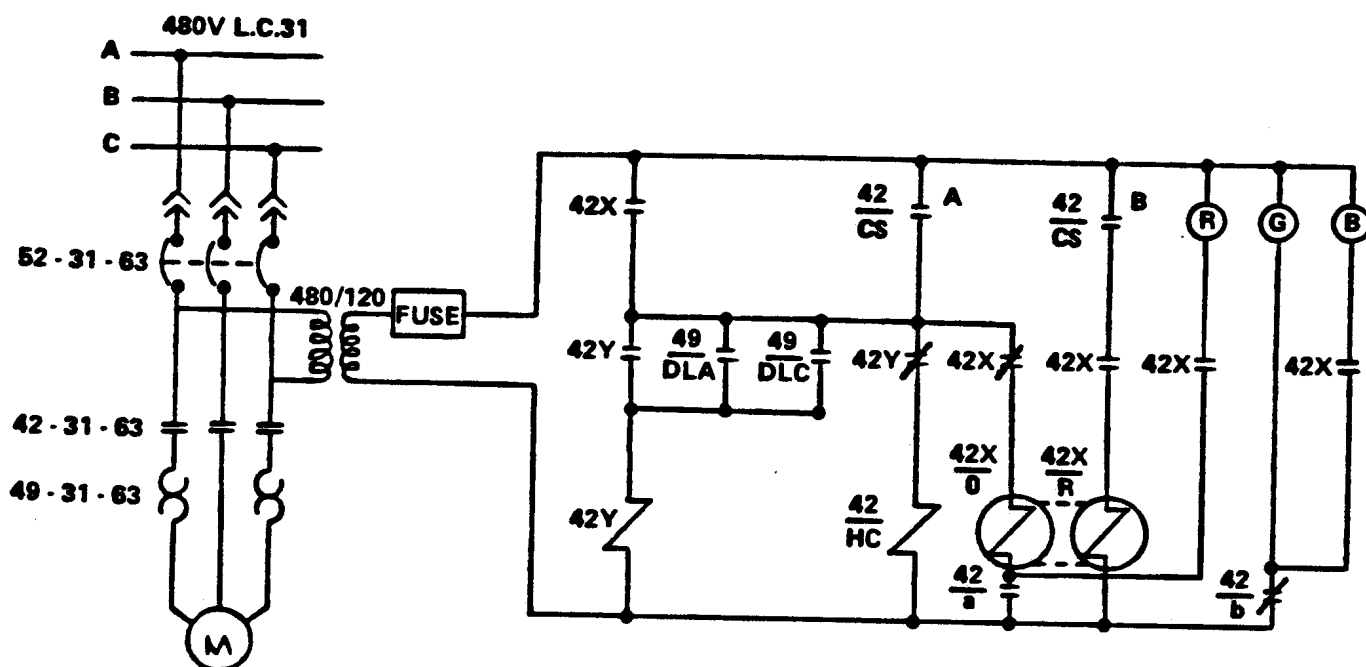 480V L.C.31
A
B
C
52 - 31 - 63
480/120
FUSE
42 - 31 - 63
49 - 31 - 63
M
42X
42
CS
A
42
CS
B
R
G
B
42Y
49
DLA
49
DLC
42Y
42X
42X
42X
42X
42Y
42
HC
42X
O
42X
R
42
a
42
b